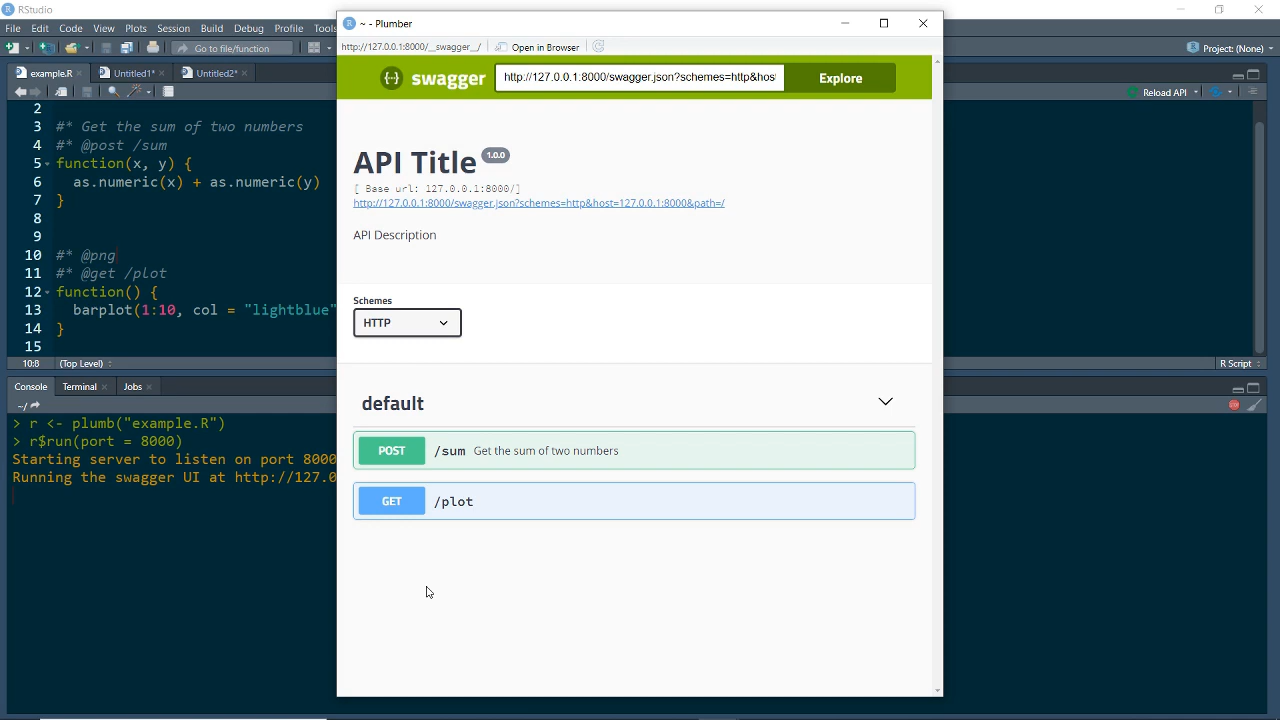 RStudio
File Edit Code View Plots Session Build Debug Profile Tools
Go to file/function
Project: (None)
example.R
Untitled1*
Untitled2*
Reload API
2
3 #* Get the sum of two numbers
4 #* @post /sum
5 function(x, y) {
6 as.numeric(x) + as.numeric(y)
7 }
8
9
10 #* @png
11 #* @get /plot
12 function() {
13 barplot(1:10, col = "lightblue"
14 }
15
10:8 (Top Level) R Script
Console Terminal Jobs
~/
> r <- plumb("example.R")
> r$run(port = 8000)
Starting server to listen on port 8000
Running the swagger UI at http://127.0
~ - Plumber
http://127.0.0.1:8000/__swagger__/ Open in Browser
{··} swagger
http://127.0.0.1:8000/swagger.json?schemes=http&hos
Explore
API Title 1.0.0
[ Base url: 127.0.0.1:8000/]
http://127.0.0.1:8000/swagger.json?schemes=http&host=127.0.0.1:8000&path=/
API Description
Schemes
HTTP
default
POST /sum Get the sum of two numbers
GET /plot